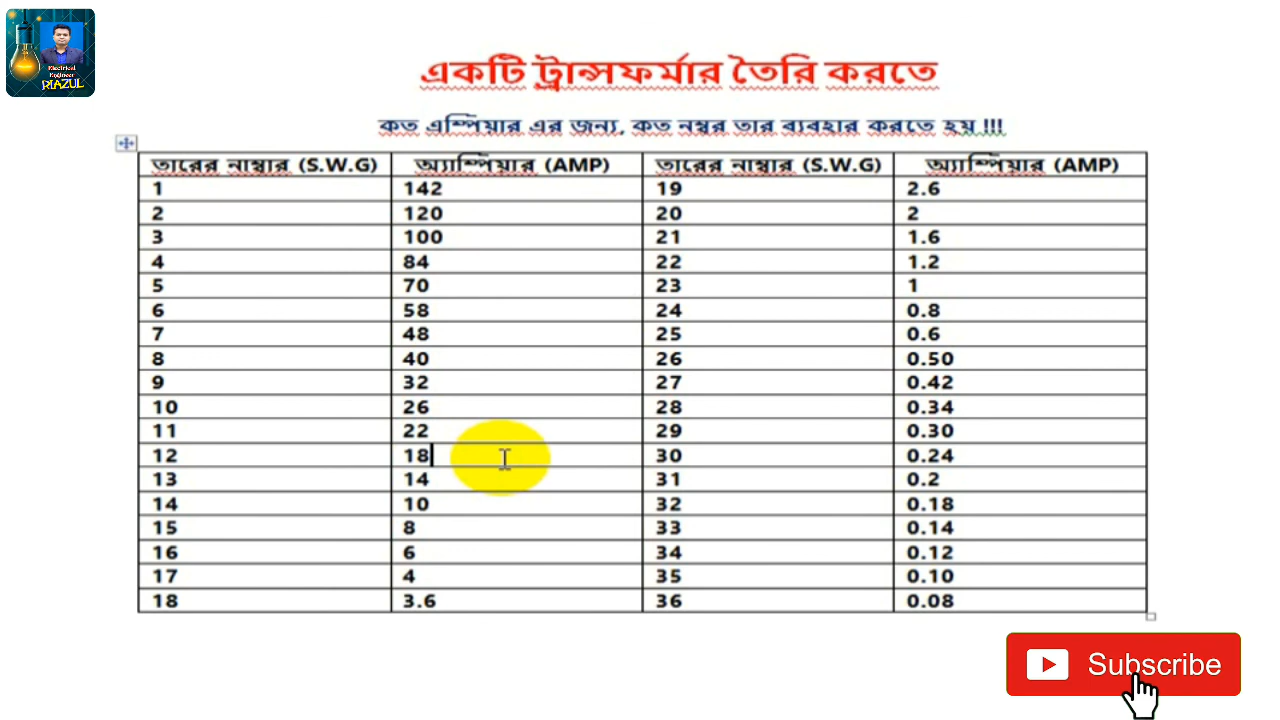 Electrical
Engineer
RIAZUL
একটি ট্রান্সফর্মার তৈরি করতে
কত এম্পিয়ার এর জন্য, কত নম্বর তার ব্যবহার করতে হয় !!!
তারের নাম্বার (S.W.G) অ্যাম্পিয়ার (AMP) তারের নাম্বার (S.W.G) অ্যাম্পিয়ার (AMP)
1 142 19 2.6
2 120 20 2
3 100 21 1.6
4 84 22 1.2
5 70 23 1
6 58 24 0.8
7 48 25 0.6
8 40 26 0.50
9 32 27 0.42
10 26 28 0.34
11 22 29 0.30
12 18 30 0.24
13 14 31 0.2
14 10 32 0.18
15 8 33 0.14
16 6 34 0.12
17 4 35 0.10
18 3.6 36 0.08
Subscribe